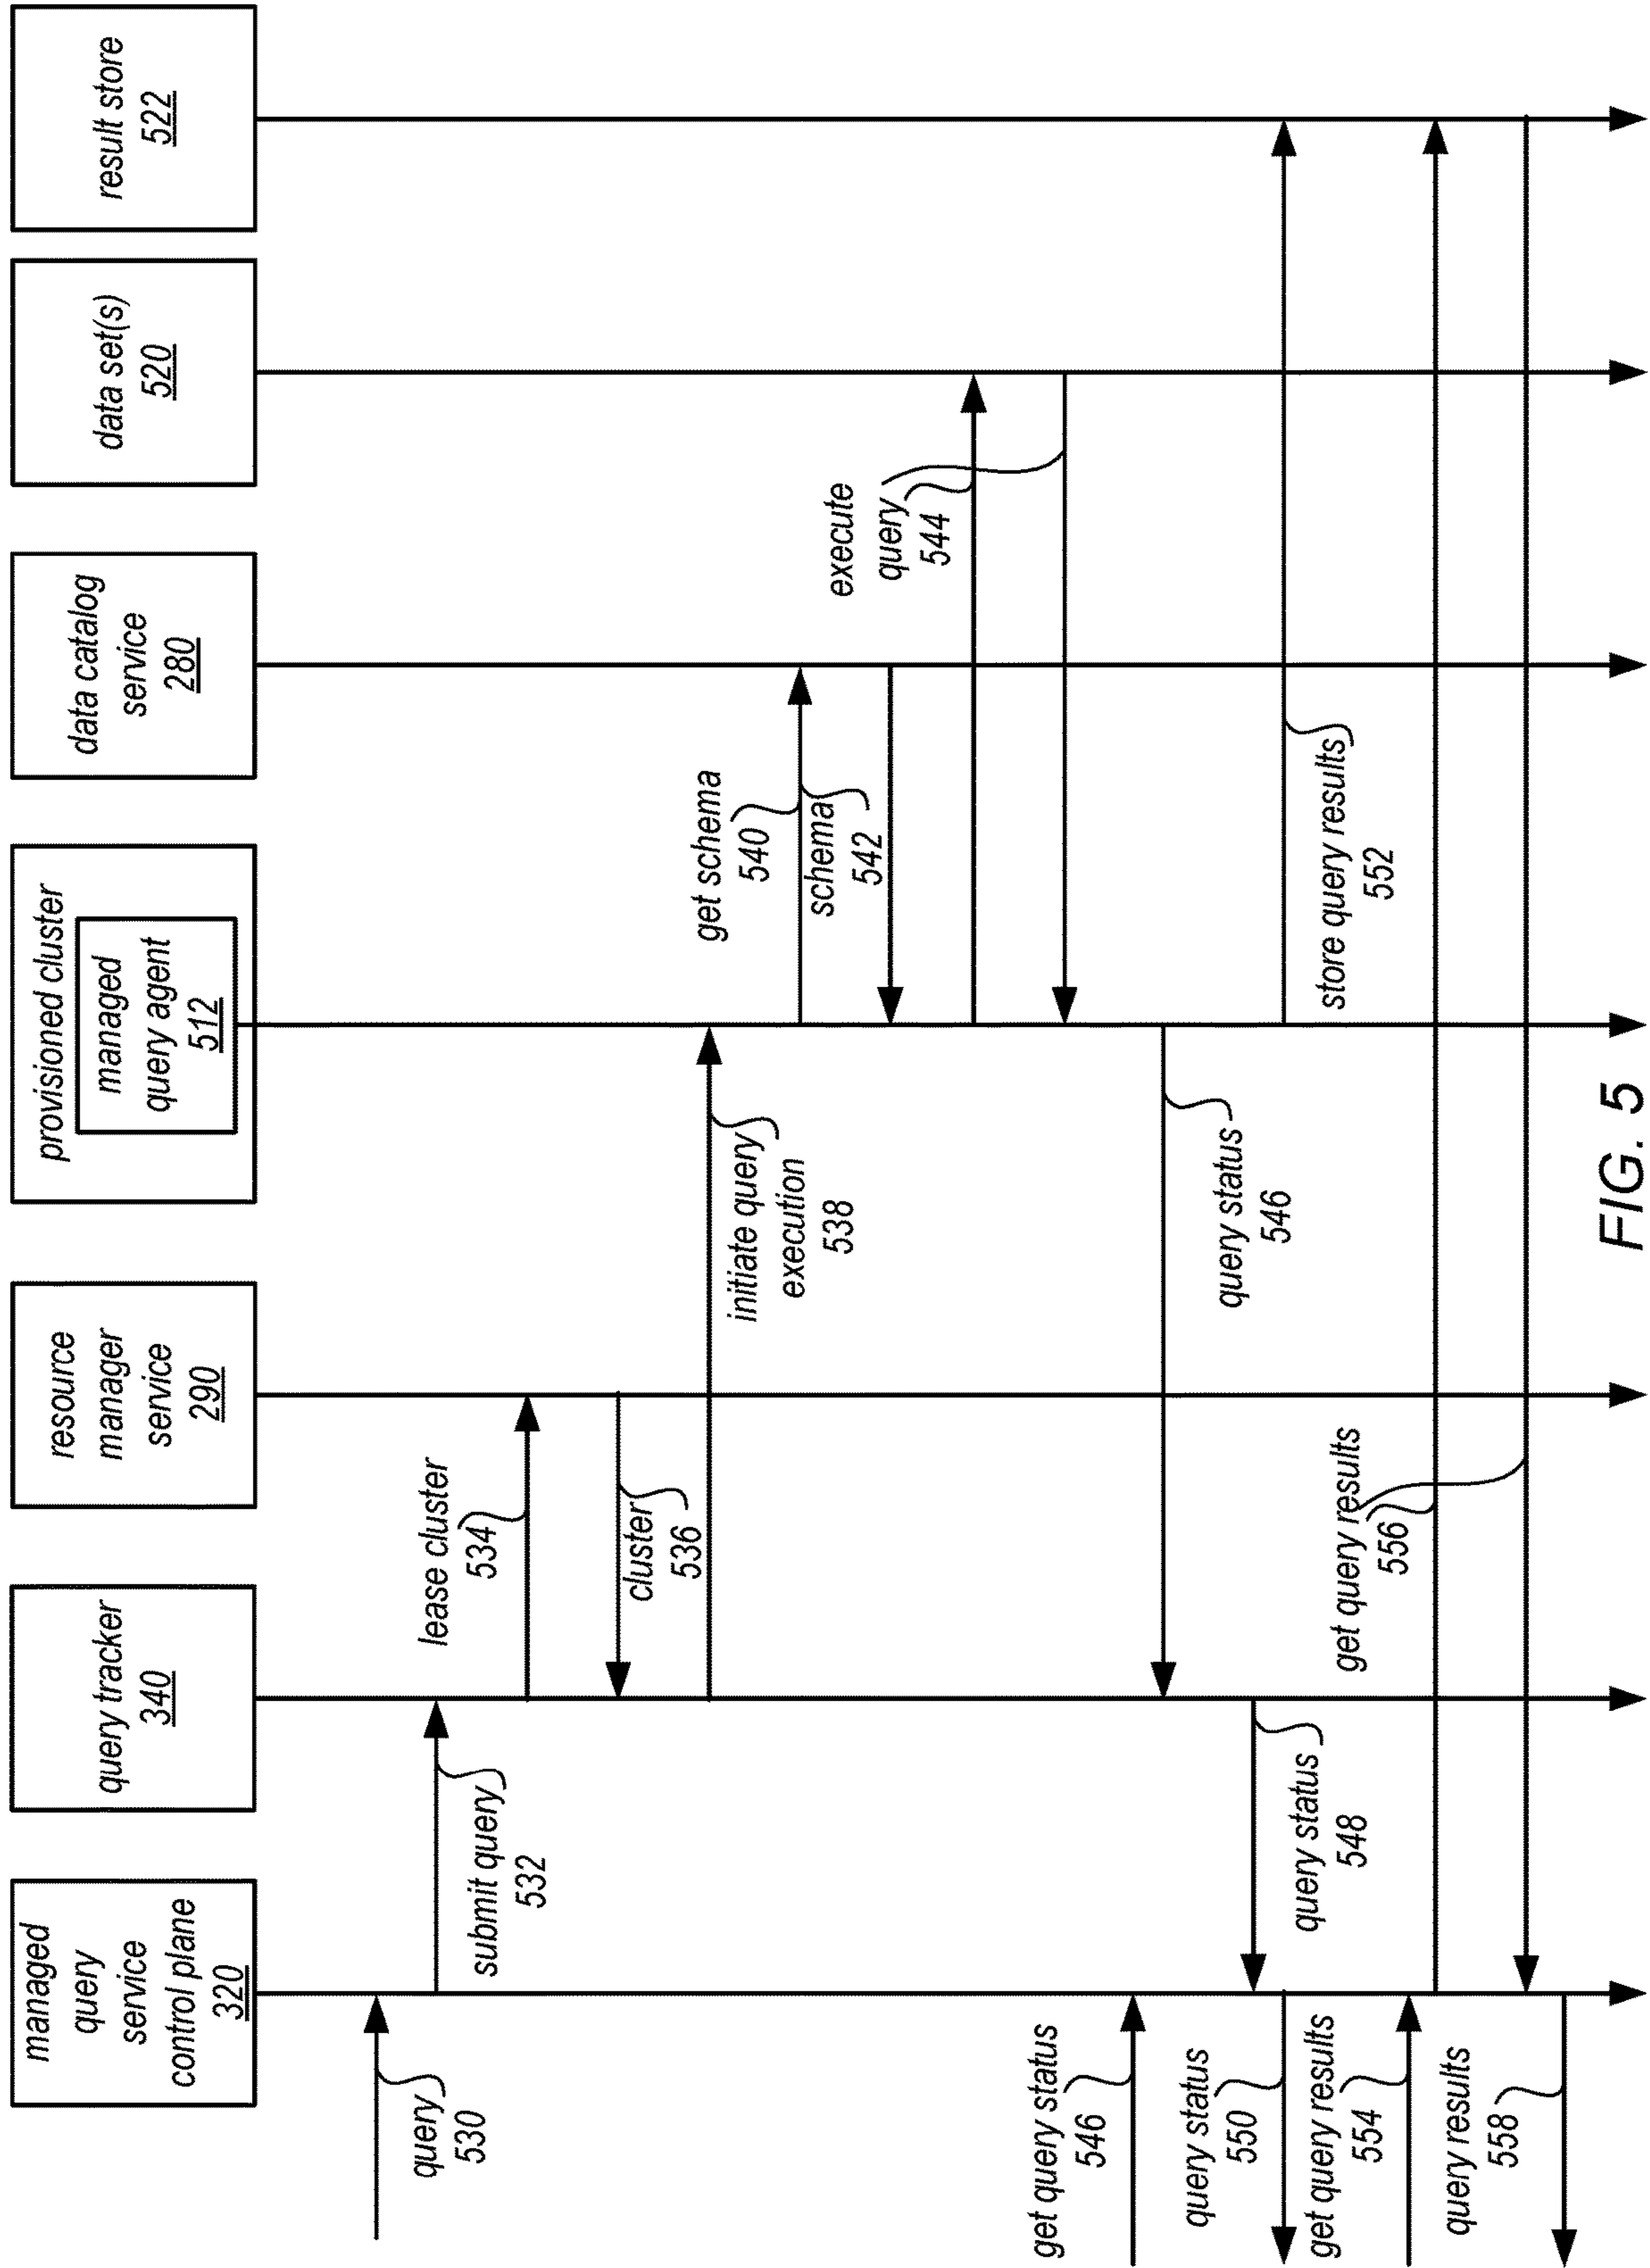 managed
query
service
control plane
320
query tracker
340
resource
manager
service
290
provisioned cluster
managed
query agent
512
data catalog
service
280
data set(s)
520
result store
522
query
530
submit query
532
lease cluster
534
cluster
536
initiate query
execution
538
get schema
540
schema
542
execute
query
544
get query status
546
query status
546
query status
548
query status
550
store query results
552
get query results
554
get query results
556
query results
558
FIG. 5